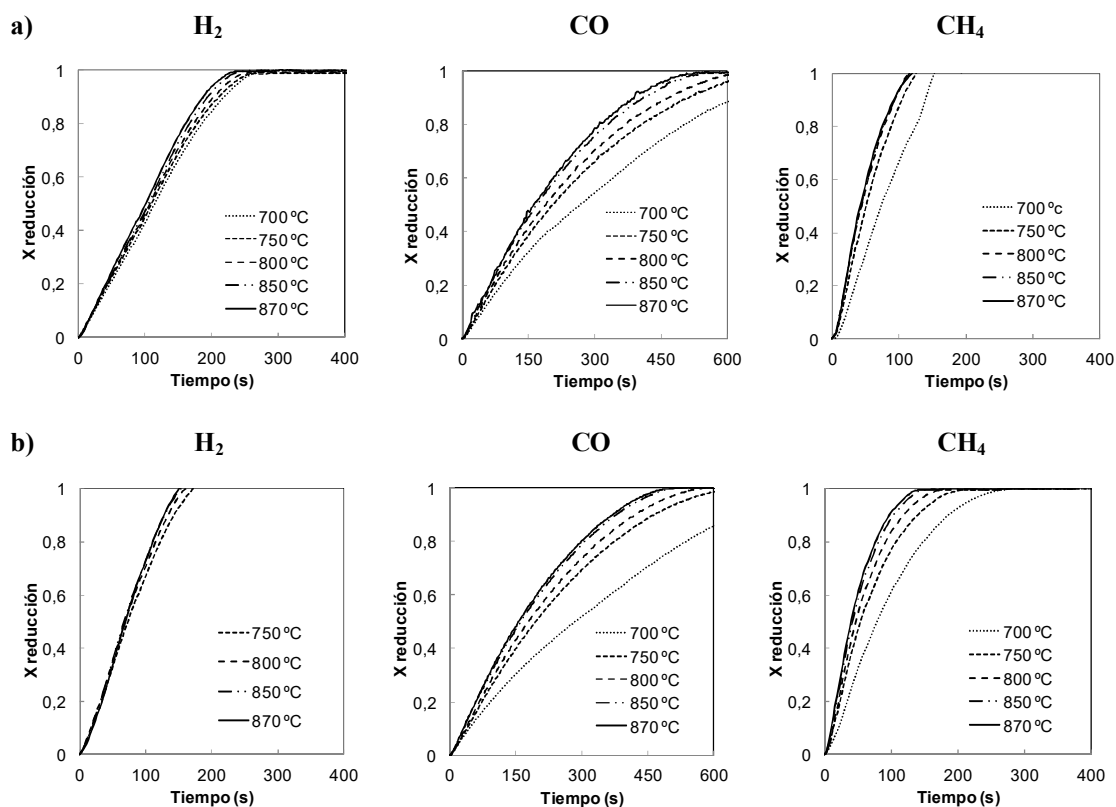 a)
H₂
CO
CH₄
X reducción
1
0,8
0,6
0,4
0,2
0
700 ºC
750 ºC
800 ºC
850 ºC
870 ºC
0 100 200 300 400
Tiempo (s)
X reducción
1
0,8
0,6
0,4
0,2
0
700 ºC
750 ºC
800 ºC
850 ºC
870 ºC
0 150 300 450 600
Tiempo (s)
X reducción
1
0,8
0,6
0,4
0,2
0
700 ºc
750 ºC
800 ºC
850 ºC
870 ºC
0 100 200 300 400
Tiempo (s)
b)
H₂
CO
CH₄
X reducción
1
0,8
0,6
0,4
0,2
0
750 ºC
800 ºC
850 ºC
870 ºC
0 100 200 300 400
Tiempo (s)
X reducción
1
0,8
0,6
0,4
0,2
0
700 ºC
750 ºC
800 ºC
850 ºC
870 ºC
0 150 300 450 600
Tiempo (s)
X reducción
1
0,8
0,6
0,4
0,2
0
700 ºC
750 ºC
800 ºC
850 ºC
870 ºC
0 100 200 300 400
Tiempo (s)